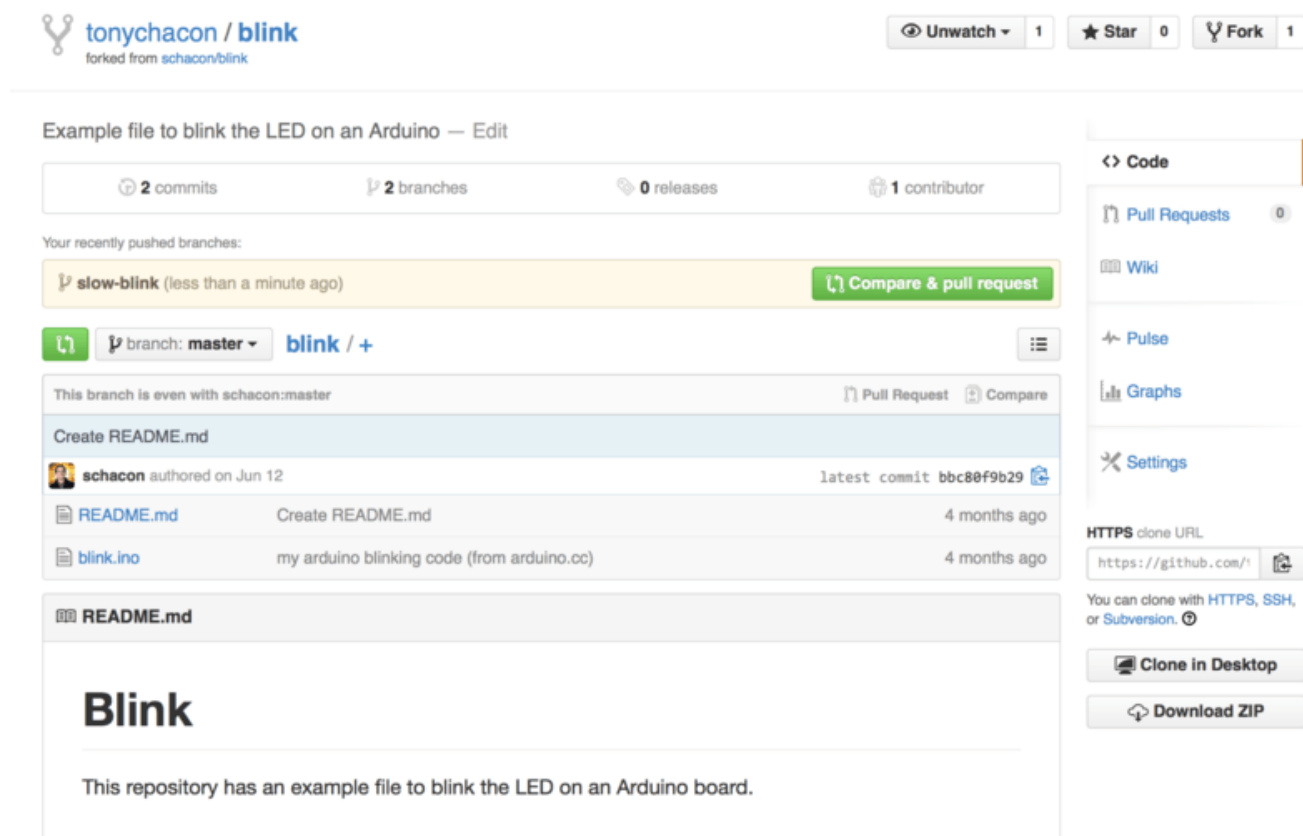 tonychacon / blink
forked from schacon/blink
Unwatch 1
Star 0
Fork 1
Example file to blink the LED on an Arduino — Edit
2 commits
2 branches
0 releases
1 contributor
Your recently pushed branches:
slow-blink (less than a minute ago)
Compare & pull request
branch: master
blink / +
This branch is even with schacon:master
Pull Request
Compare
Create README.md
schacon authored on Jun 12
latest commit bbc80f9b29
README.md Create README.md 4 months ago
blink.ino my arduino blinking code (from arduino.cc) 4 months ago
README.md
Blink
This repository has an example file to blink the LED on an Arduino board.
<> Code
Pull Requests 0
Wiki
Pulse
Graphs
Settings
HTTPS clone URL
https://github.com/
You can clone with HTTPS, SSH,
or Subversion.
Clone in Desktop
Download ZIP